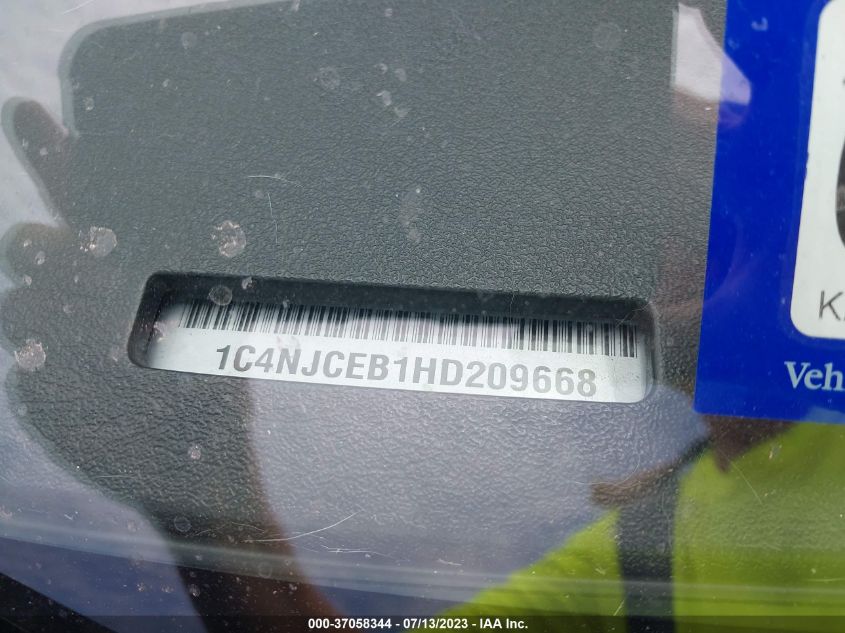 1C4NJCEB1HD209668
K
Veh
000-37058344 - 07/13/2023 - IAA Inc.